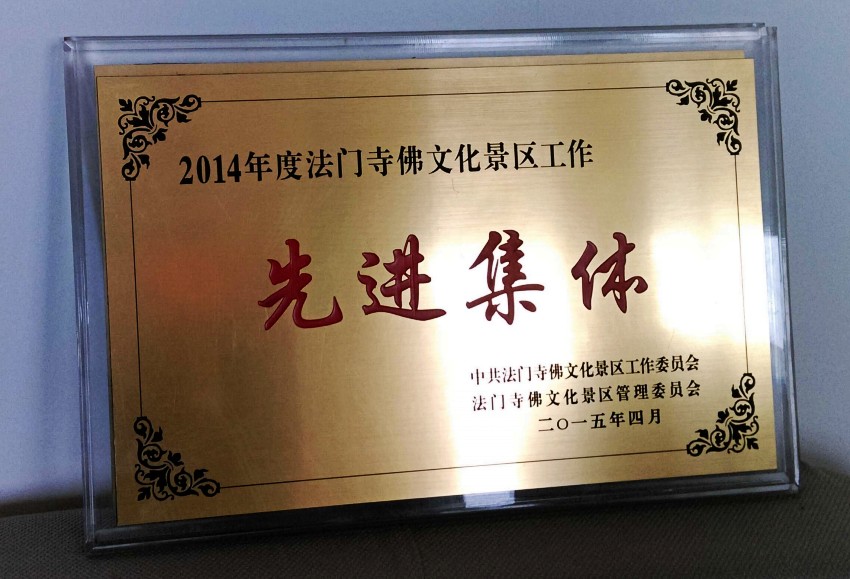 2014年度法门寺佛文化景区工作
先进集体
中共法门寺佛文化景区工作委员会
法门寺佛文化景区管理委员会
二〇一五年四月